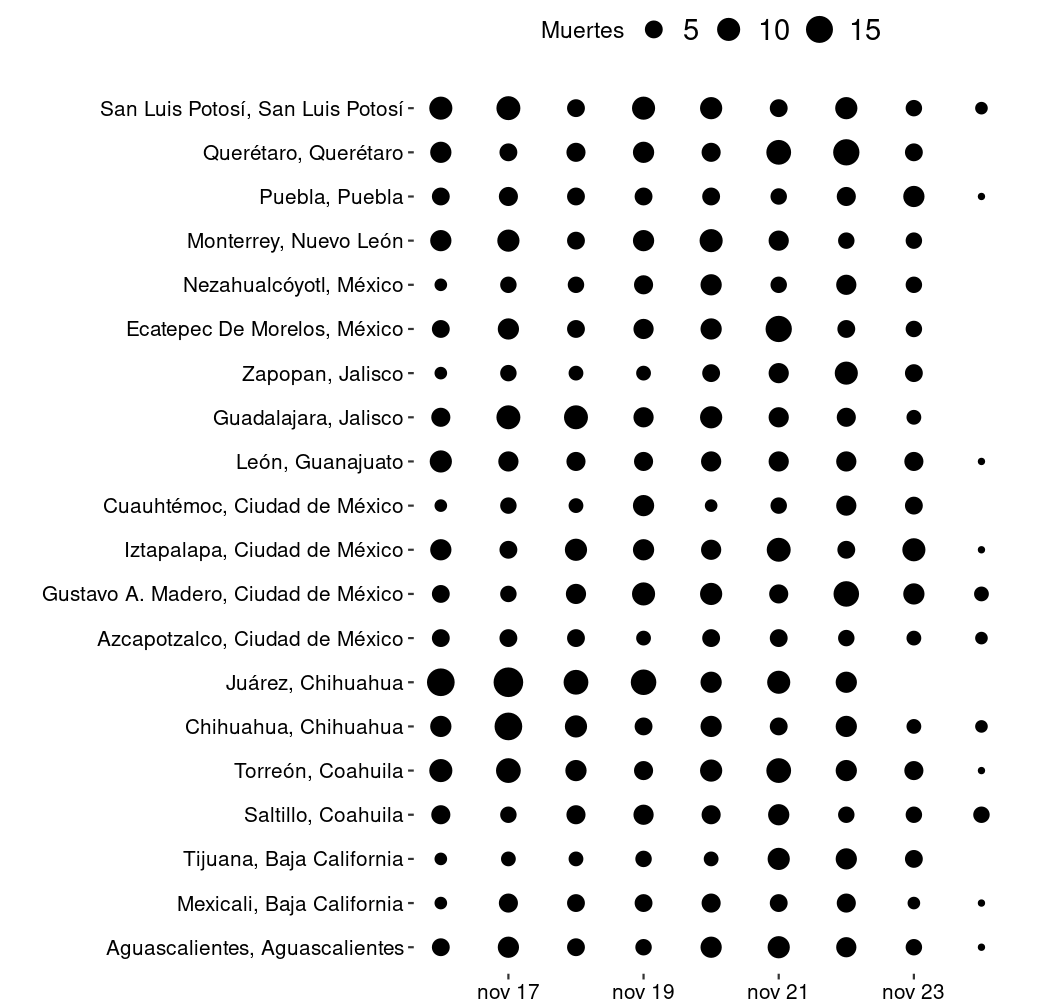 Muertes 5 10 15
San Luis Potosí, San Luis Potosí
Querétaro, Querétaro
Puebla, Puebla
Monterrey, Nuevo León
Nezahualcóyotl, México
Ecatepec De Morelos, México
Zapopan, Jalisco
Guadalajara, Jalisco
León, Guanajuato
Cuauhtémoc, Ciudad de México
Iztapalapa, Ciudad de México
Gustavo A. Madero, Ciudad de México
Azcapotzalco, Ciudad de México
Juárez, Chihuahua
Chihuahua, Chihuahua
Torreón, Coahuila
Saltillo, Coahuila
Tijuana, Baja California
Mexicali, Baja California
Aguascalientes, Aguascalientes
nov 17 nov 19 nov 21 nov 23